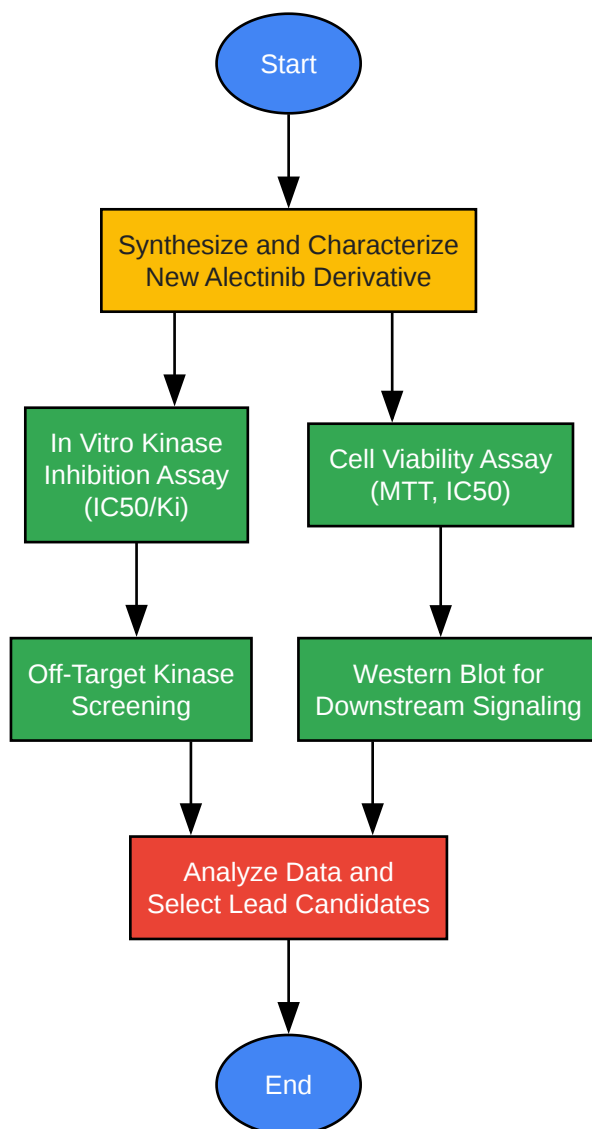 Start
Synthesize and Characterize
New Alectinib Derivative
In Vitro Kinase
Inhibition Assay
(IC50/Ki)
Cell Viability Assay
(MTT, IC50)
Off-Target Kinase
Screening
Western Blot for
Downstream Signaling
Analyze Data and
Select Lead Candidates
End